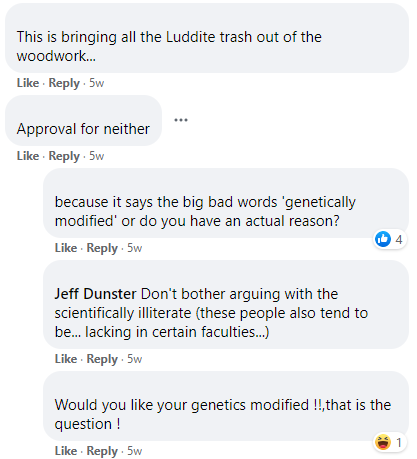 This is bringing all the Luddite trash out of the
woodwork...
Like · Reply · 5w
Approval for neither
Like · Reply · 5w
because it says the big bad words 'genetically
modified' or do you have an actual reason?
4
Like · Reply · 5w
Jeff Dunster Don't bother arguing with the
scientifically illiterate (these people also tend to
be... lacking in certain faculties...)
Like · Reply · 5w
Would you like your genetics modified !!,that is the
question !
1
Like · Reply · 5w